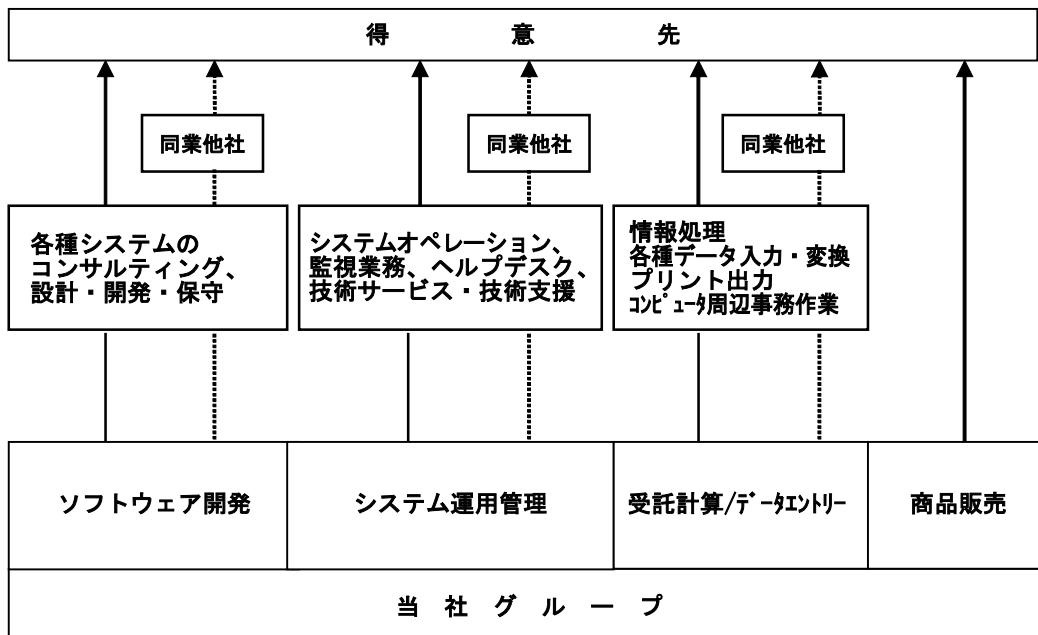 得意先
同業他社
同業他社
同業他社
各種システムの
コンサルティング、
設計・開発・保守
システムオペレーション、
監視業務、ヘルプデスク、
技術サービス・技術支援
情報処理
各種データ入力・変換
プリント出力
ｺﾝﾋﾟｭｰﾀ周辺事務作業
ソフトウェア開発
システム運用管理
受託計算/ﾃﾞｰﾀｴﾝﾄﾘｰ
商品販売
当社グループ